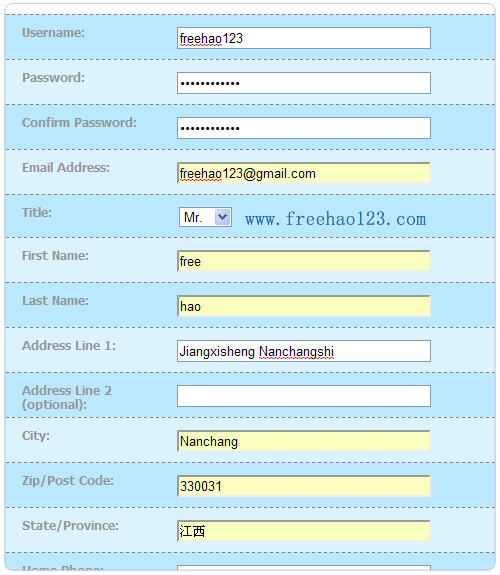 Username: freehao123
Password: ••••••••••••
Confirm Password: ••••••••••••
Email Address: freehao123@gmail.com
Title: Mr. www.freehao123.com
First Name: free
Last Name: hao
Address Line 1: Jiangxisheng Nanchangshi
Address Line 2
(optional):
City: Nanchang
Zip/Post Code: 330031
State/Province: 江西
Home Phone: